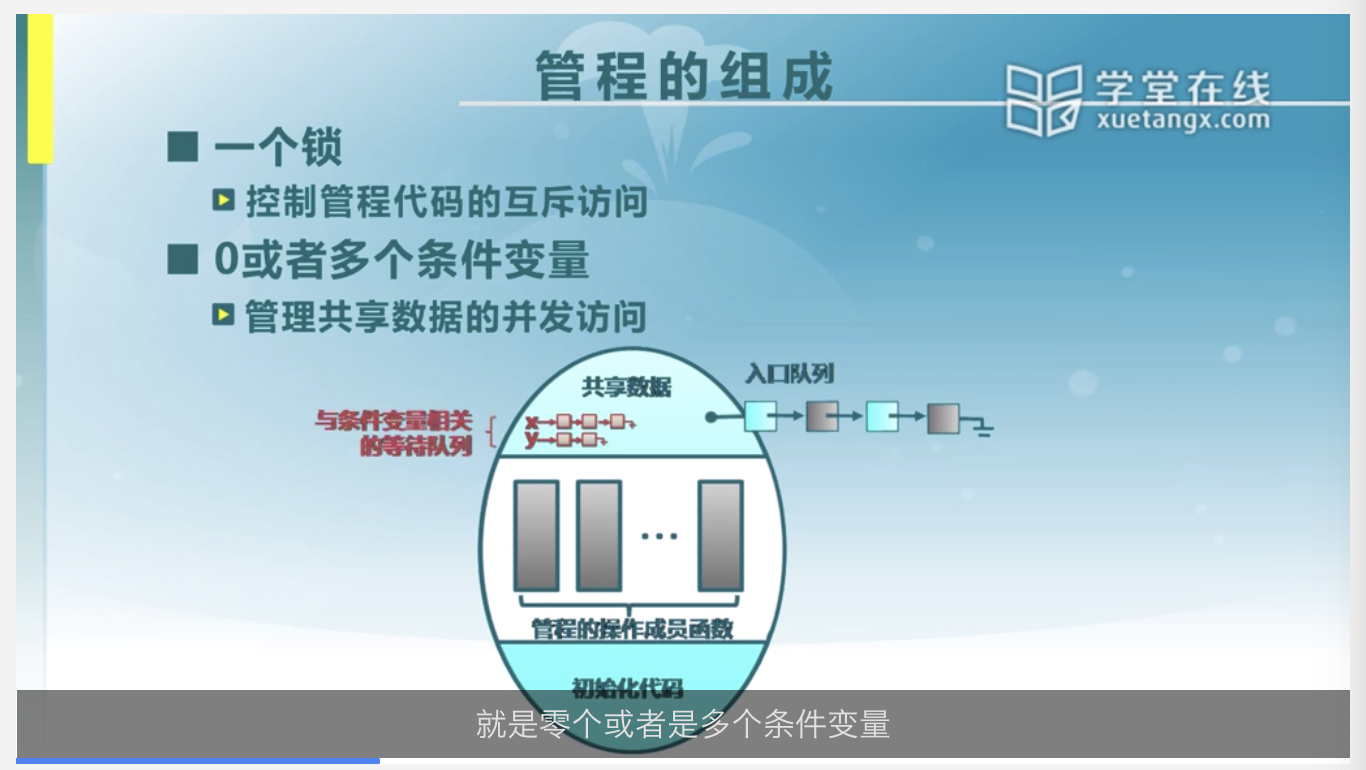 管程的组成
学堂在线
xuetangx.com
一个锁
控制管程代码的互斥访问
0或者多个条件变量
管理共享数据的并发访问
共享数据
入口队列
与条件变量相关
的等待队列
x
y
...
管程的操作成员函数
初始化代码
就是零个或者是多个条件变量